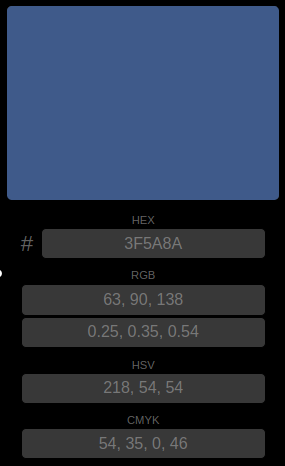 HEX
# 3F5A8A
RGB
63, 90, 138
0.25, 0.35, 0.54
HSV
218, 54, 54
CMYK
54, 35, 0, 46